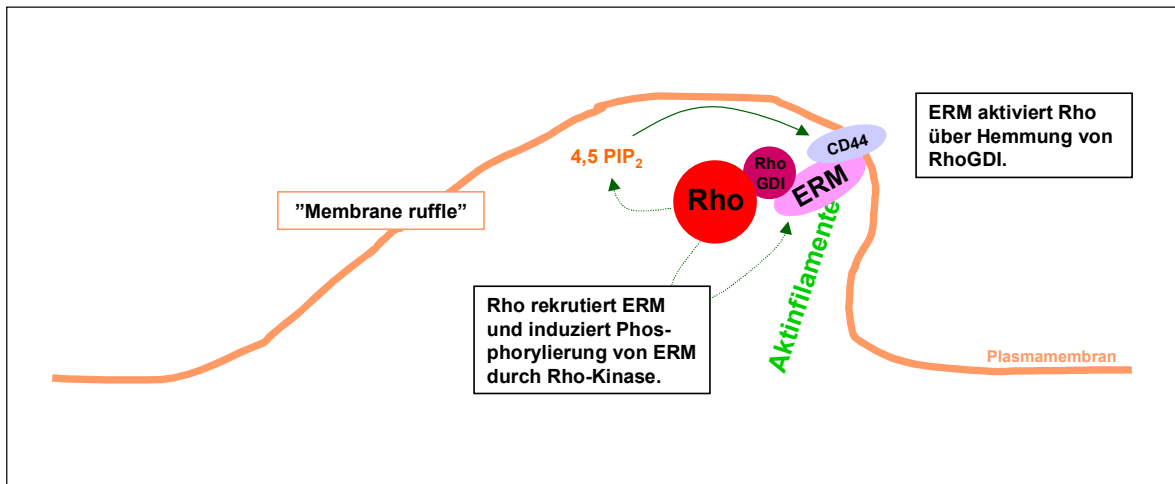 ERM aktiviert Rho
über Hemmung von
RhoGDI.
CD44
4,5 PIP₂
Rho
GDI
ERM
Rho
”Membrane ruffle”
Aktinfilamente
Rho rekrutiert ERM
und induziert Phos-
phorylierung von ERM
durch Rho-Kinase.
Plasmamembran